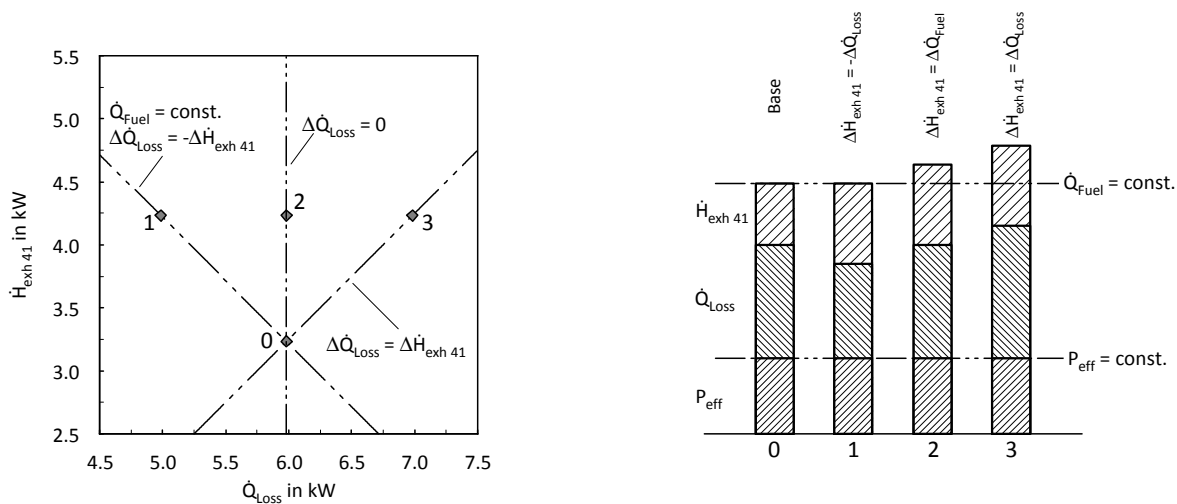 5.5
5.0
4.5
4.0
3.5
3.0
2.5
Ḣexh 41 in kW
Q̇Fuel = const.
ΔQ̇Loss = -ΔḢexh 41
ΔQ̇Loss = 0
1
2
3
0
ΔQ̇Loss = ΔḢexh 41
4.5 5.0 5.5 6.0 6.5 7.0 7.5
Q̇Loss in kW
Base
ΔḢexh 41 = -ΔQ̇Loss
ΔḢexh 41 = ΔQ̇Fuel
ΔḢexh 41 = ΔQ̇Loss
Q̇Fuel = const.
Ḣexh 41
Q̇Loss
Peff = const.
Peff
0 1 2 3